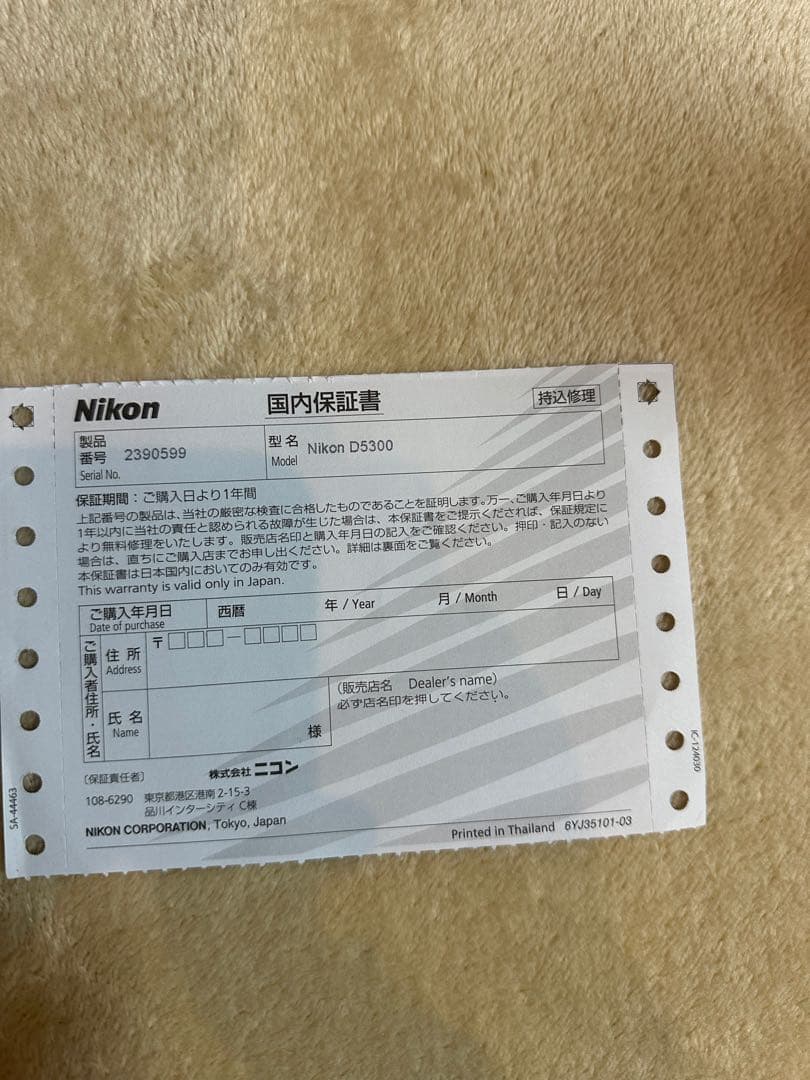 Nikon 国内保証書 持込修理
製品番号 2390599 型名 Nikon D5300
Serial No. Model
保証期間：ご購入日より1年間
上記番号の製品は、当社の厳密な検査に合格したものであることを証明します。万一、ご購入年月日より
1年以内に当社の責任と認められる故障が生じた場合は、本保証書をご提示くだされば、保証規定に
より無料修理をいたします。販売店名印と購入年月日の記入をご確認ください。押印・記入のない
場合は、直ちにご購入店までお申し出ください。詳細は裏面をご覧ください。
本保証書は日本国内においてのみ有効です。
This warranty is valid only in Japan.
ご購入年月日 西暦 年 / Year 月 / Month 日 / Day
Date of purchase
ご購入者住所・氏名
住所 〒
Address
氏名 様
Name
（販売店名 Dealer's name）
必ず店名印を押してください。
〔保証責任者〕 株式会社 ニコン
108-6290 東京都港区港南 2-15-3
品川インターシティ C棟
NIKON CORPORATION, Tokyo, Japan
Printed in Thailand 6YJ35101-03
SA-44463
IC-124030